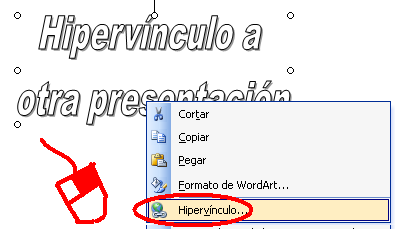 Hipervínculo a
otra presentación
Cortar
Copiar
Pegar
Formato de WordArt...
Hipervínculo...